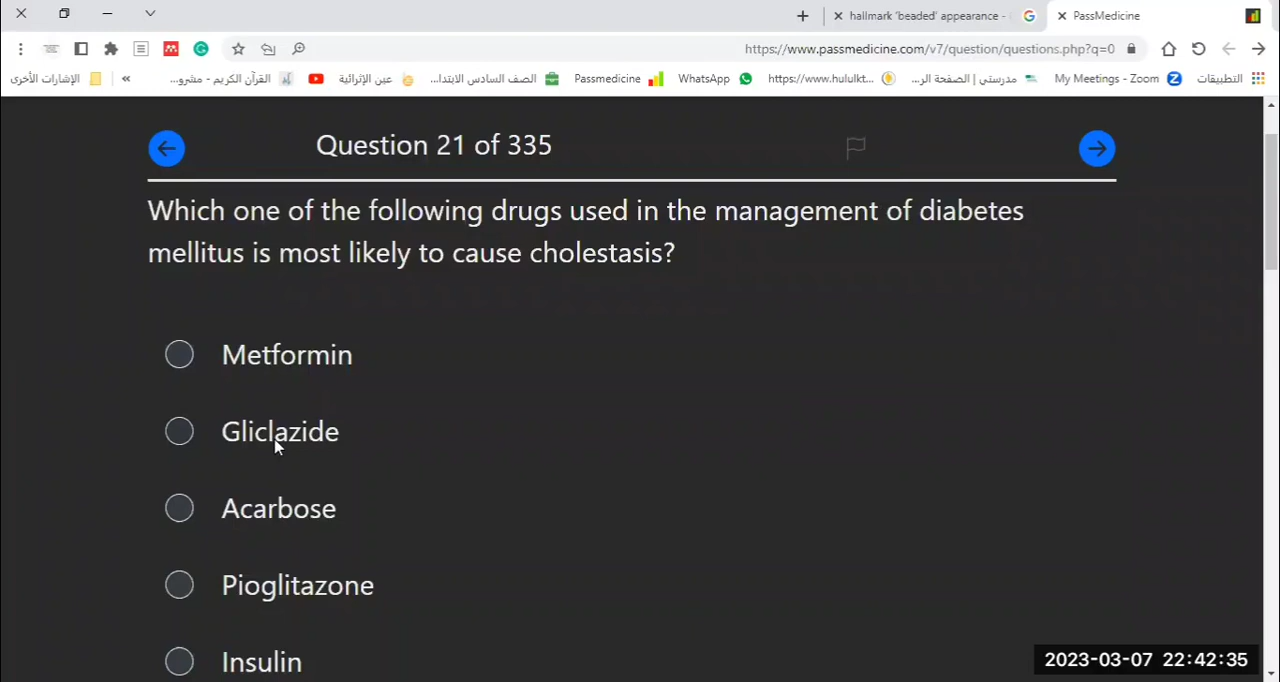 hallmark 'beaded' appearance -
PassMedicine
https://www.passmedicine.com/v7/question/questions.php?q=0
التطبيقات
My Meetings - Zoom
مدرستي | الصفحة الر...
https://www.hululkt...
WhatsApp
Passmedicine
الصف السادس الابتدا...
عين الإثرائية
القرآن الكريم - مشرو...
»
الإشارات الأخرى
Question 21 of 335
Which one of the following drugs used in the management of diabetes
mellitus is most likely to cause cholestasis?
Metformin
Gliclazide
Acarbose
Pioglitazone
Insulin
2023-03-07 22:42:35